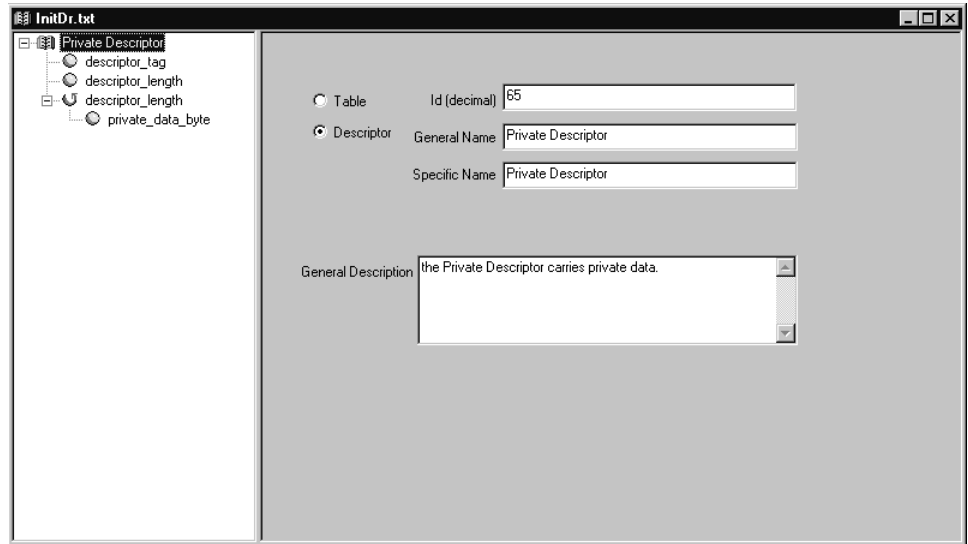 InitDr.txt
Private Descriptor
descriptor_tag
descriptor_length
descriptor_length
private_data_byte
Table
Id (decimal)
65
Descriptor
General Name
Private Descriptor
Specific Name
Private Descriptor
General Description
the Private Descriptor carries private data.